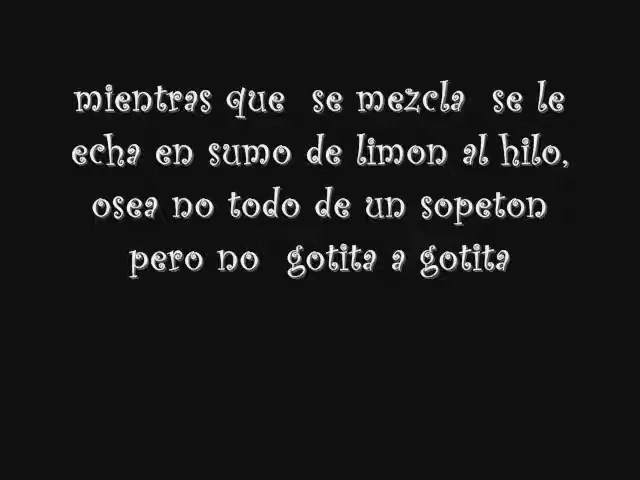 mientras que se mezcla se le
echa en sumo de limon al hilo,
osea no todo de un sopeton
pero no gotita a gotita